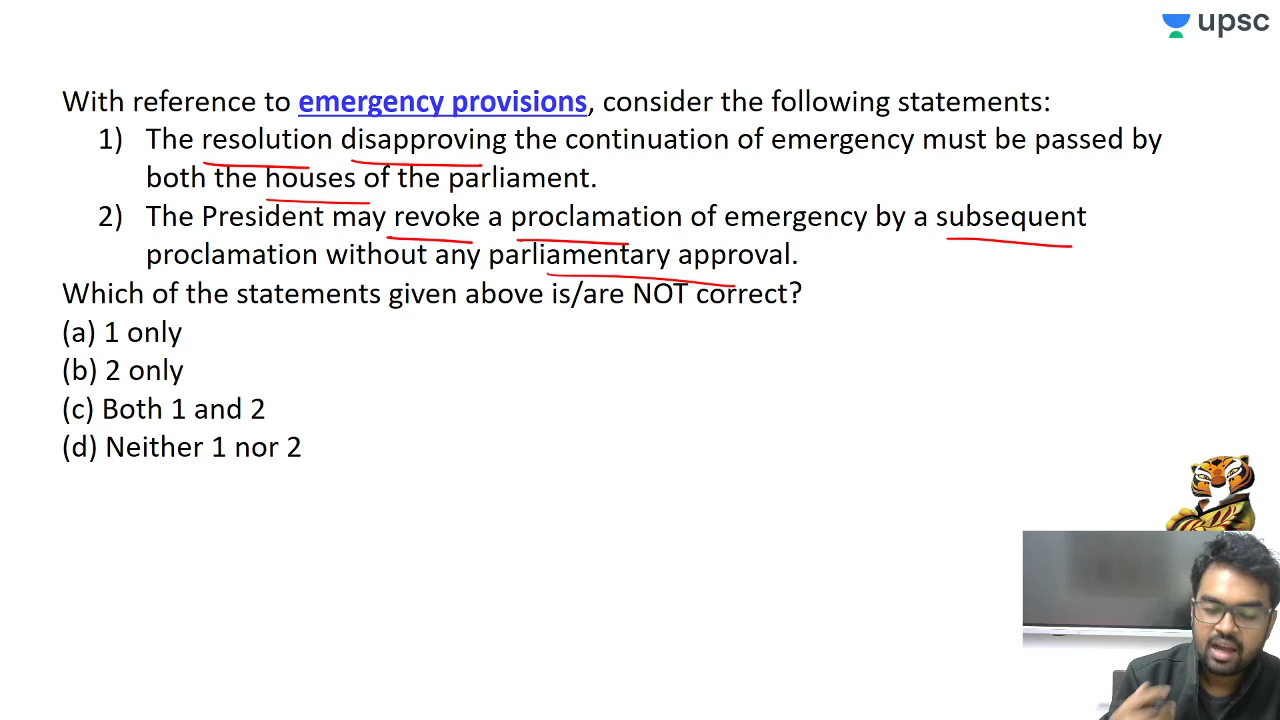 upsc
With reference to emergency provisions, consider the following statements:
1) The resolution disapproving the continuation of emergency must be passed by
both the houses of the parliament.
2) The President may revoke a proclamation of emergency by a subsequent
proclamation without any parliamentary approval.
Which of the statements given above is/are NOT correct?
(a) 1 only
(b) 2 only
(c) Both 1 and 2
(d) Neither 1 nor 2